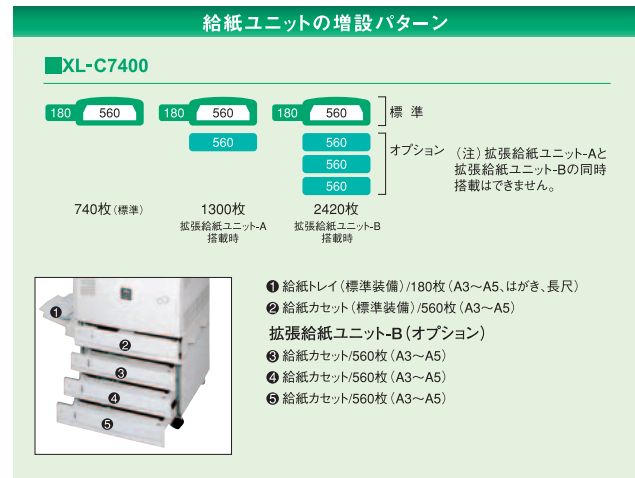 給紙ユニットの増設パターン
■XL-C7400
180 560
180 560
180 560
標 準
560
560
560
560
オプション
(注)拡張給紙ユニット-Aと
拡張給紙ユニット-Bの同時
搭載はできません。
740枚(標準)
1300枚
拡張給紙ユニット-A
搭載時
2420枚
拡張給紙ユニット-B
搭載時
❶ 給紙トレイ(標準装備)/180枚(A3〜A5、はがき、長尺)
❷ 給紙カセット(標準装備)/560枚(A3〜A5)
拡張給紙ユニット-B(オプション)
❸ 給紙カセット/560枚(A3〜A5)
❹ 給紙カセット/560枚(A3〜A5)
❺ 給紙カセット/560枚(A3〜A5)
❶
❷
❸
❹
❺